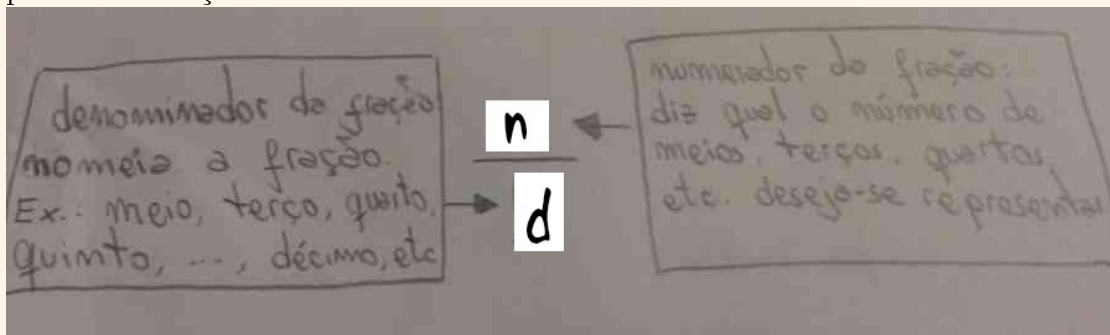 denominador da fração
nomeia a fração.
Ex.: meio, terço, quarto,
quinto, ..., décimo, etc
n
d
numerador da fração:
diz qual o número de
meios, terços, quartos,
etc. deseja-se representar